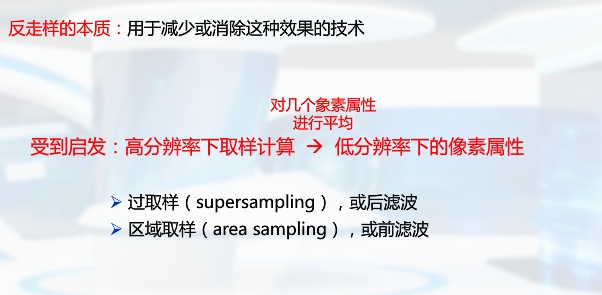 反走样的本质：用于减少或消除这种效果的技术
对几个象素属性
进行平均
受到启发：高分辨率下取样计算 → 低分辨率下的像素属性
➢ 过取样（supersampling），或后滤波
➢ 区域取样（area sampling），或前滤波